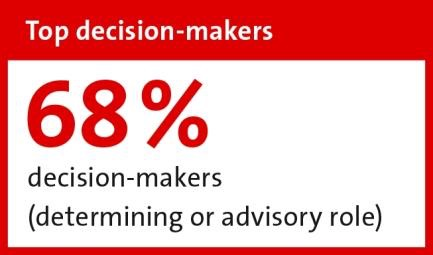 Top decision-makers
68%
decision-makers
(determining or advisory role)